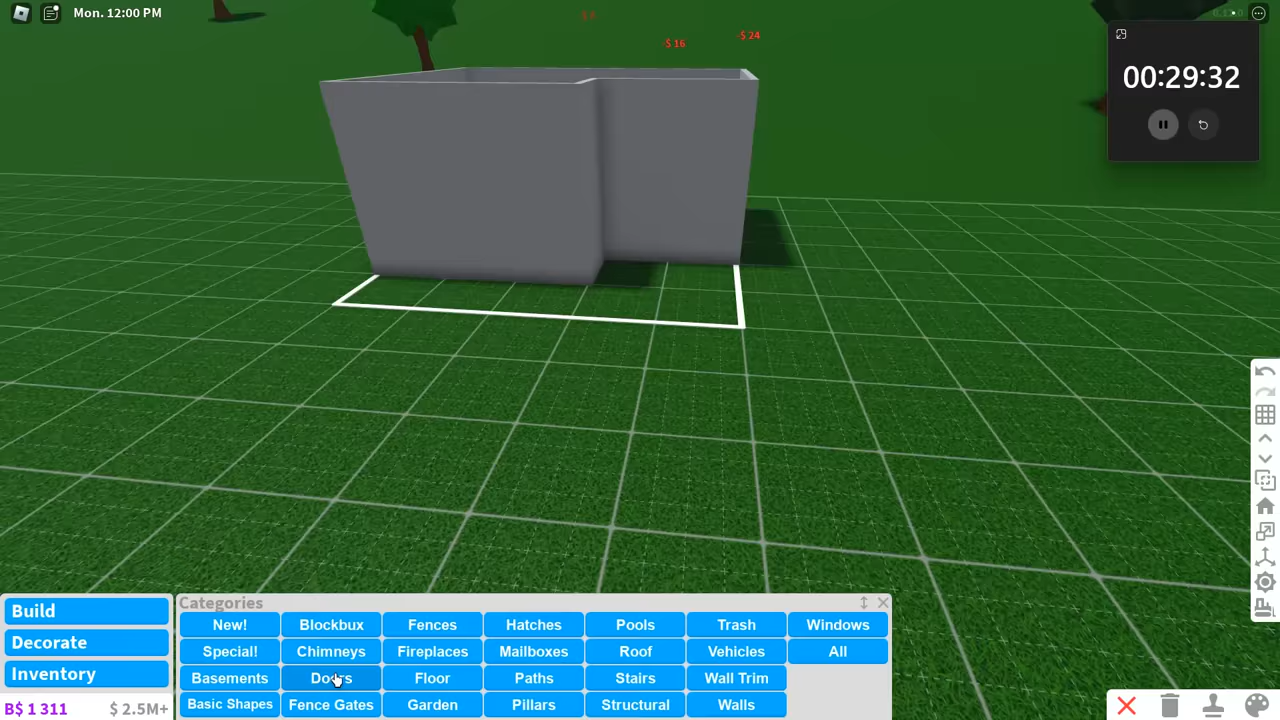 Mon. 12:00 PM
-$ 16
-$ 24
00:29:32
Build
Decorate
Inventory
B$ 1 311
$ 2.5M+
Categories
New! Blockbux Fences Hatches Pools Trash Windows
Special! Chimneys Fireplaces Mailboxes Roof Vehicles All
Basements Doors Floor Paths Stairs Wall Trim
Basic Shapes Fence Gates Garden Pillars Structural Walls